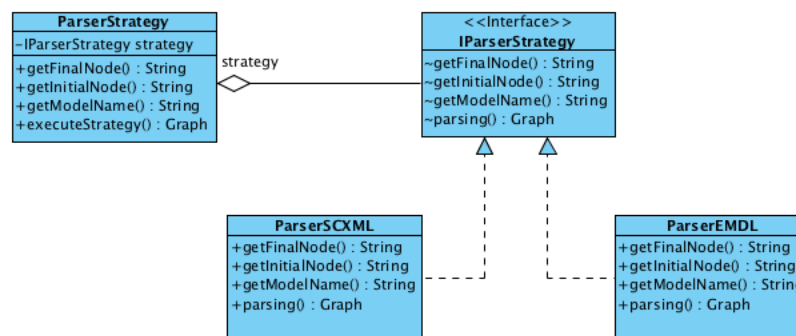 ParserStrategy
-IParserStrategy strategy
+getFinalNode() : String
+getInitialNode() : String
+getModelName() : String
+executeStrategy() : Graph
strategy
<<Interface>>
IParserStrategy
~getFinalNode() : String
~getInitialNode() : String
~getModelName() : String
~parsing() : Graph
ParserSCXML
+getFinalNode() : String
+getInitialNode() : String
+getModelName() : String
+parsing() : Graph
ParserEMDL
+getFinalNode() : String
+getInitialNode() : String
+getModelName() : String
+parsing() : Graph